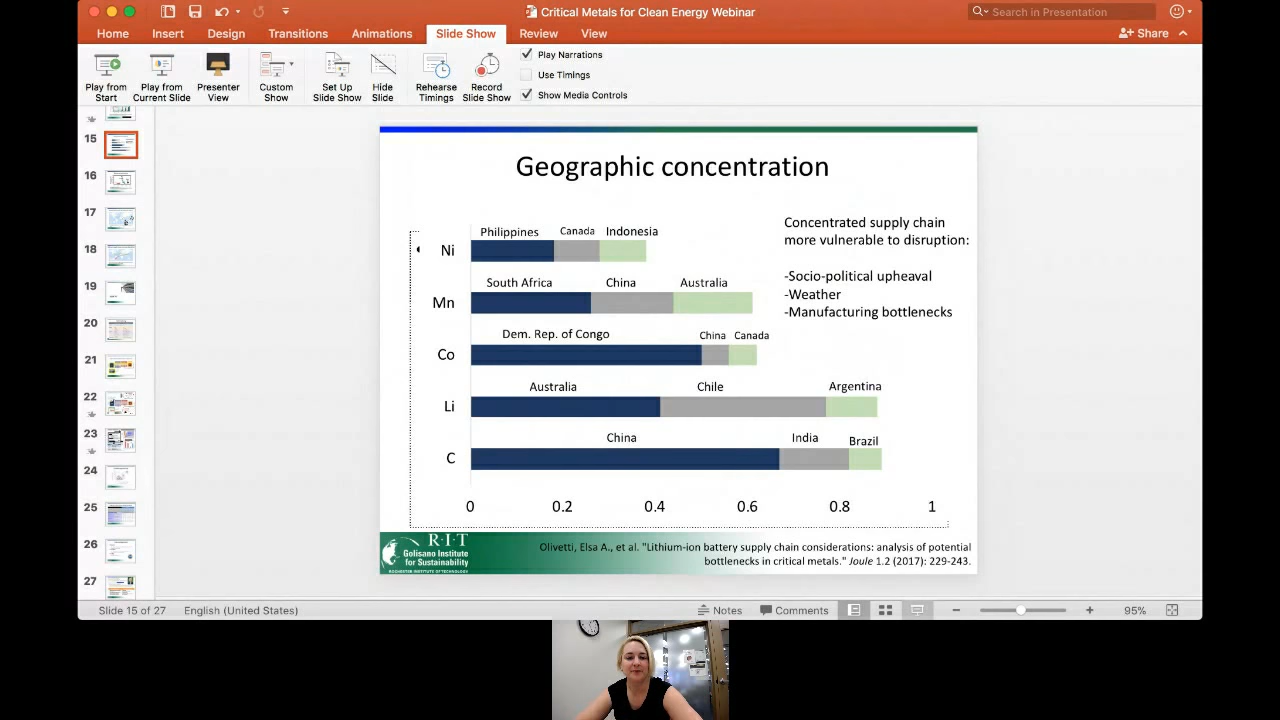 Critical Metals for Clean Energy Webinar
Search in Presentation
Home Insert Design Transitions Animations Slide Show Review View
Share
Play from Start
Play from Current Slide
Presenter View
Custom Show
Set Up Slide Show
Hide Slide
Rehearse Timings
Record Slide Show
Play Narrations
Use Timings
Show Media Controls
15
16
17
18
19
20
21
22
23
24
25
26
27
Geographic concentration
Philippines Canada Indonesia
Ni
South Africa China Australia
Mn
Dem. Rep. of Congo China Canada
Co
Australia Chile Argentina
Li
China India Brazil
C
0 0.2 0.4 0.6 0.8 1
Concentrated supply chain
more vulnerable to disruption:
-Socio-political upheaval
-Weather
-Manufacturing bottlenecks
R·I·T
Golisano Institute
for Sustainability
ROCHESTER INSTITUTE OF TECHNOLOGY
Olivetti, Elsa A., et al. "Lithium-ion battery supply chain considerations: analysis of potential
bottlenecks in critical metals." Joule 1.2 (2017): 229-243.
Slide 15 of 27 English (United States) Notes Comments 95%